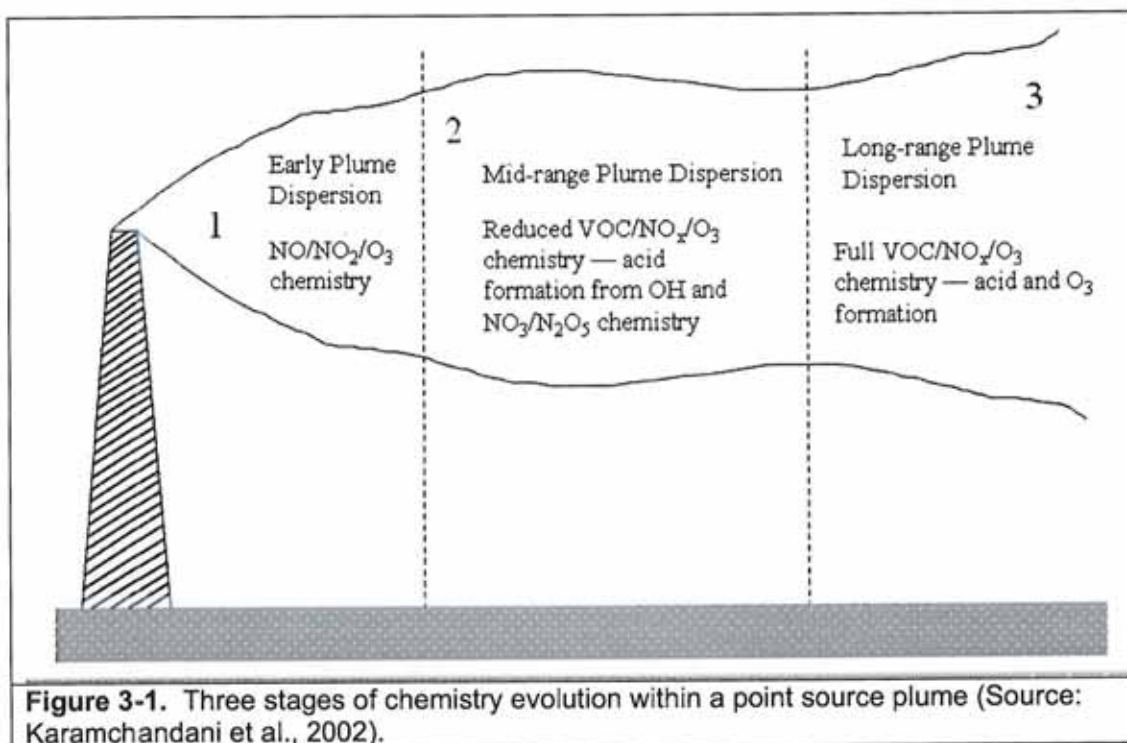 1
Early Plume
Dispersion
NO/NO₂/O₃
chemistry
2
Mid-range Plume Dispersion
Reduced VOC/NOₓ/O₃
chemistry — acid
formation from OH and
NO₃/N₂O₅ chemistry
3
Long-range Plume
Dispersion
Full VOC/NOₓ/O₃
chemistry — acid and O₃
formation
Figure 3-1. Three stages of chemistry evolution within a point source plume (Source:
Karamchandani et al., 2002).